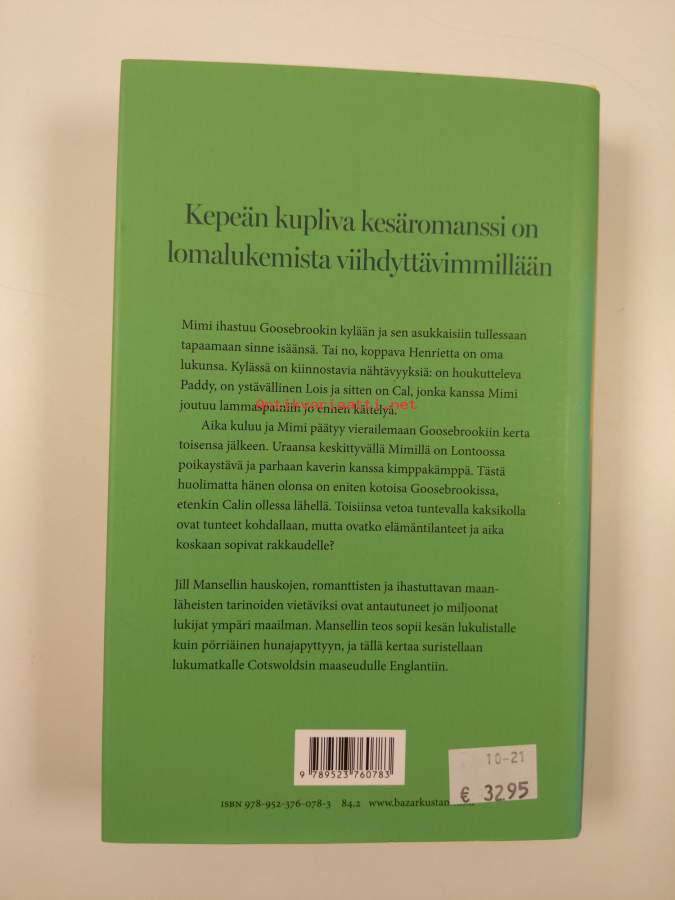 Kepeän kupliva kesäromanssi on
lomalukemista viihdyttävimmillään
Mimi ihastuu Goosebrookin kylään ja sen asukkaisiin tullessaan
tapaamaan sinne isäänsä. Tai no, koppava Henrietta on oma
lukunsa. Kylässä on kiinnostavia nähtävyyksiä: on houkutteleva
Paddy, on ystävällinen Lois ja sitten on Cal, jonka kanssa Mimi
joutuu lammaspainiin jo ennen kättelyä.
Antikvariaatti.net
Aika kuluu ja Mimi päätyy vierailemaan Goosebrookiin kerta
toisensa jälkeen. Uraansa keskittyvällä Mimillä on Lontoossa
poikaystävä ja parhaan kaverin kanssa kimppakämppä. Tästä
huolimatta hänen olonsa on eniten kotoisa Goosebrookissa,
etenkin Calin ollessa lähellä. Toisiinsa vetoa tuntevalla kaksikolla
ovat tunteet kohdallaan, mutta ovatko elämäntilanteet ja aika
koskaan sopivat rakkaudelle?
Jill Mansellin hauskojen, romanttisten ja ihastuttavan maan-
läheisten tarinoiden vietäviksi ovat antautuneet jo miljoonat
lukijat ympäri maailman. Mansellin teos sopii kesän lukulistalle
kuin pörriäinen hunajapyttyyn, ja tällä kertaa suristellaan
lukumatkalle Cotswoldsin maaseudulle Englantiin.
9 789523 760783
10-21
€ 32.95
ISBN 978-952-376-078-3 84.2 www.bazarkustan